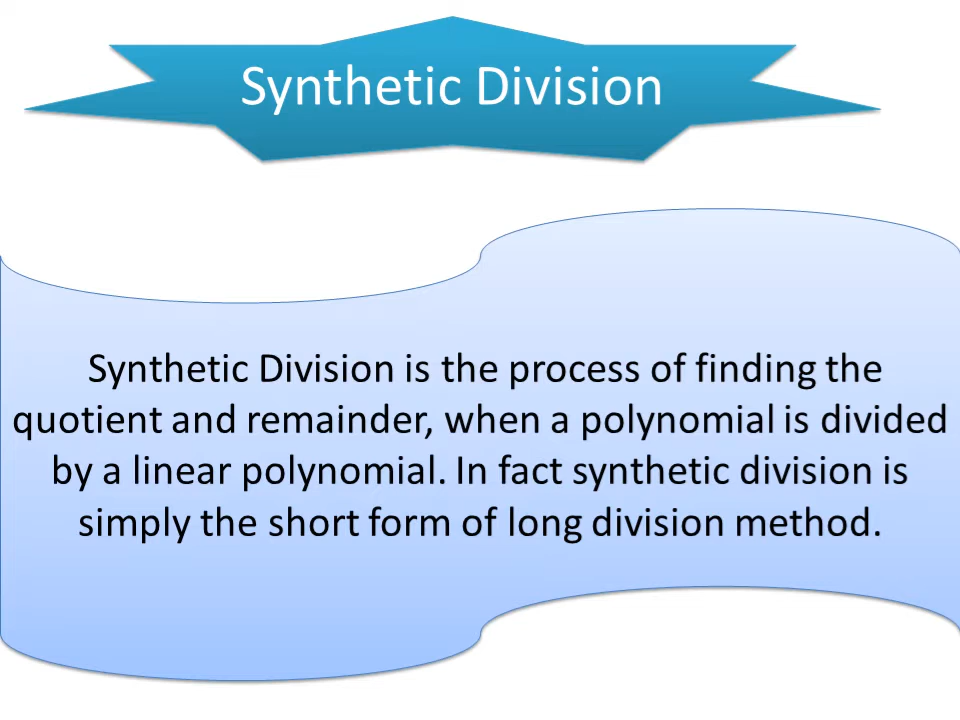 Synthetic Division
Synthetic Division is the process of finding the
quotient and remainder, when a polynomial is divided
by a linear polynomial. In fact synthetic division is
simply the short form of long division method.